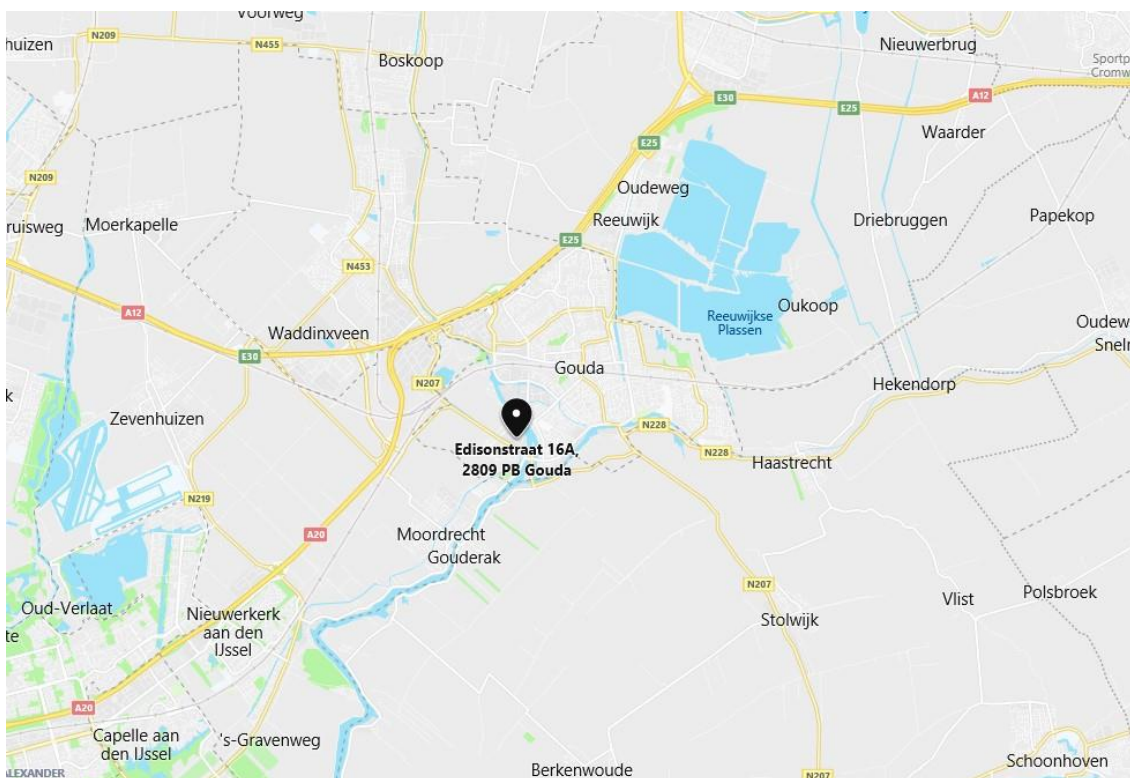 Voorweg
N209
N455
huizen
Boskoop
Nieuwerbrug
Sportp
Cromw
E30
E25
A12
Waarder
E25
N209
Oudeweg
Reeuwijk
Driebruggen
Papekop
ruisweg
Moerkapelle
E25
N453
A12
Waddinxveen
Reeuwijkse
Plassen
Oukoop
Oudew
Snelr
E30
Gouda
N207
Hekendorp
k
Zevenhuizen
Edisonstraat 16A,
2809 PB Gouda
N228
N228
Haastrecht
N219
A20
Moordrecht
Gouderak
N207
Oud-Verlaat
te
Nieuwerkerk
aan den
IJssel
Stolwijk
Vlist
Polsbroek
A20
Capelle aan
den IJssel
's-Gravenweg
ALEXANDER
Berkenwoude
N207
Schoonhoven